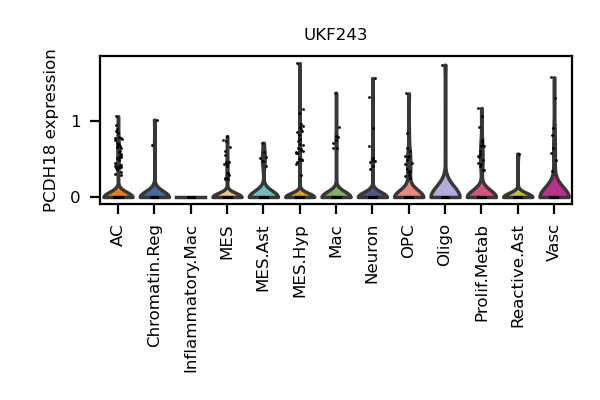 UKF243
PCDH18 expression
1
0
AC
Chromatin.Reg
Inflammatory.Mac
MES
MES.Ast
MES.Hyp
Mac
Neuron
OPC
Oligo
Prolif.Metab
Reactive.Ast
Vasc